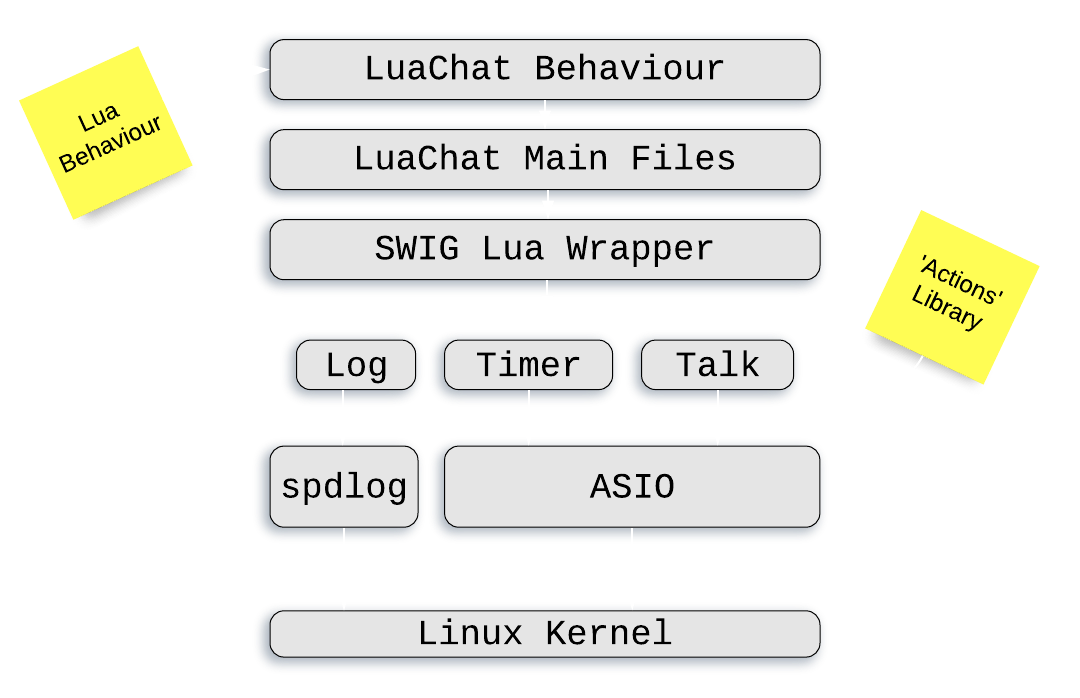 LuaChat Behaviour
Lua
Behaviour
LuaChat Main Files
SWIG Lua Wrapper
'Actions'
Library
Log
Timer
Talk
spdlog
ASIO
Linux Kernel